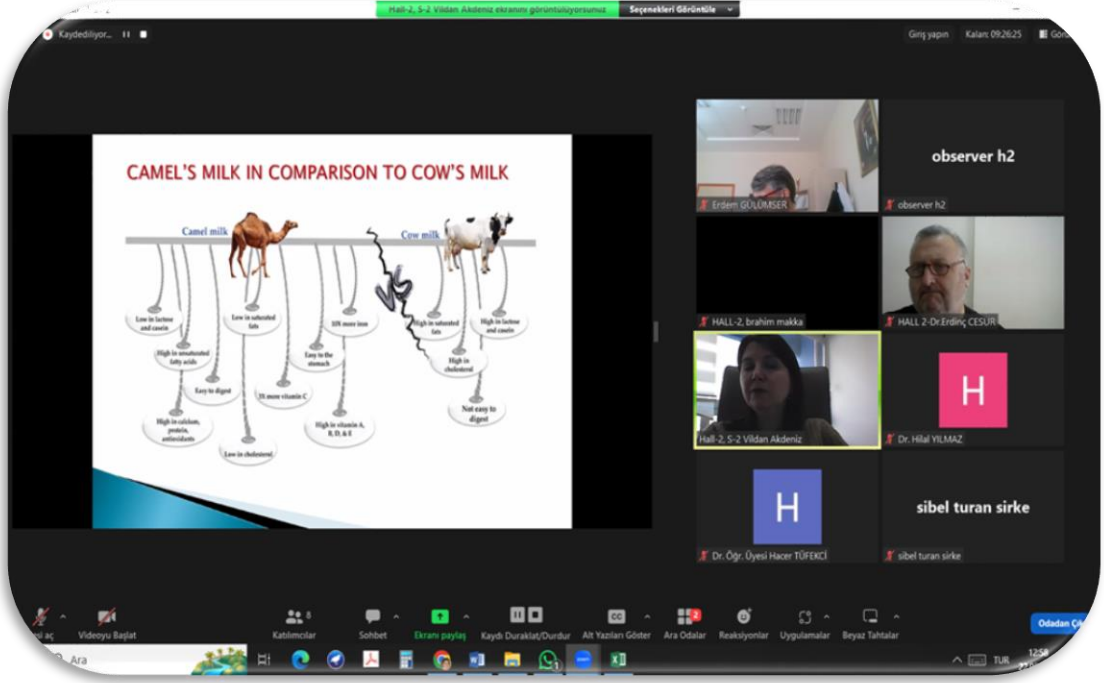 Hall-2, S-2 Vildan Akdeniz ekranını görüntülüyorsunuz
Seçenekleri Görüntüle
Kaydediliyor...
Giriş yapın
Kalan: 09:26:25
CAMEL'S MILK IN COMPARISON TO COW'S MILK
Camel milk
Cow milk
VS
Low in lactose
and casein
Low in saturated
fats
10X more iron
High in saturated
fats
High in lactose
and casein
High in unsaturated
fatty acids
Easy to the
stomach
High in
cholesterol
Easy to digest
3X more vitamin C
Not easy to
digest
High in calcium,
protein,
antioxidants
High in vitamin A,
B, D, & E
Low in cholesterol
Erdem GÜLÜMSER
observer h2
observer h2
HALL-2, brahim makka
HALL 2-Dr.Erdinç CESUR
Hall-2, S-2 Vildan Akdeniz
H
Dr. Hilal YILMAZ
H
Dr. Öğr. Üyesi Hacer TÜFEKCİ
sibel turan sirke
sibel turan sirke
aç
Videoyu Başlat
Katılımcılar
8
Sohbet
Ekranı paylaş
Kaydı Duraklat/Durdur
CC
Alt Yazıları Göster
Ara Odalar
2
Reaksiyonlar
Uygulamalar
Beyaz Tahtalar
Odadan
Ara
1
TUR
12:58